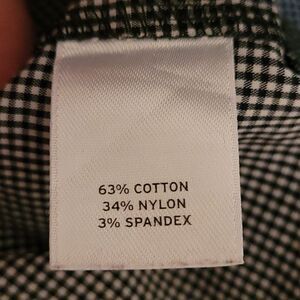 63% COTTON
34% NYLON
3% SPANDEX